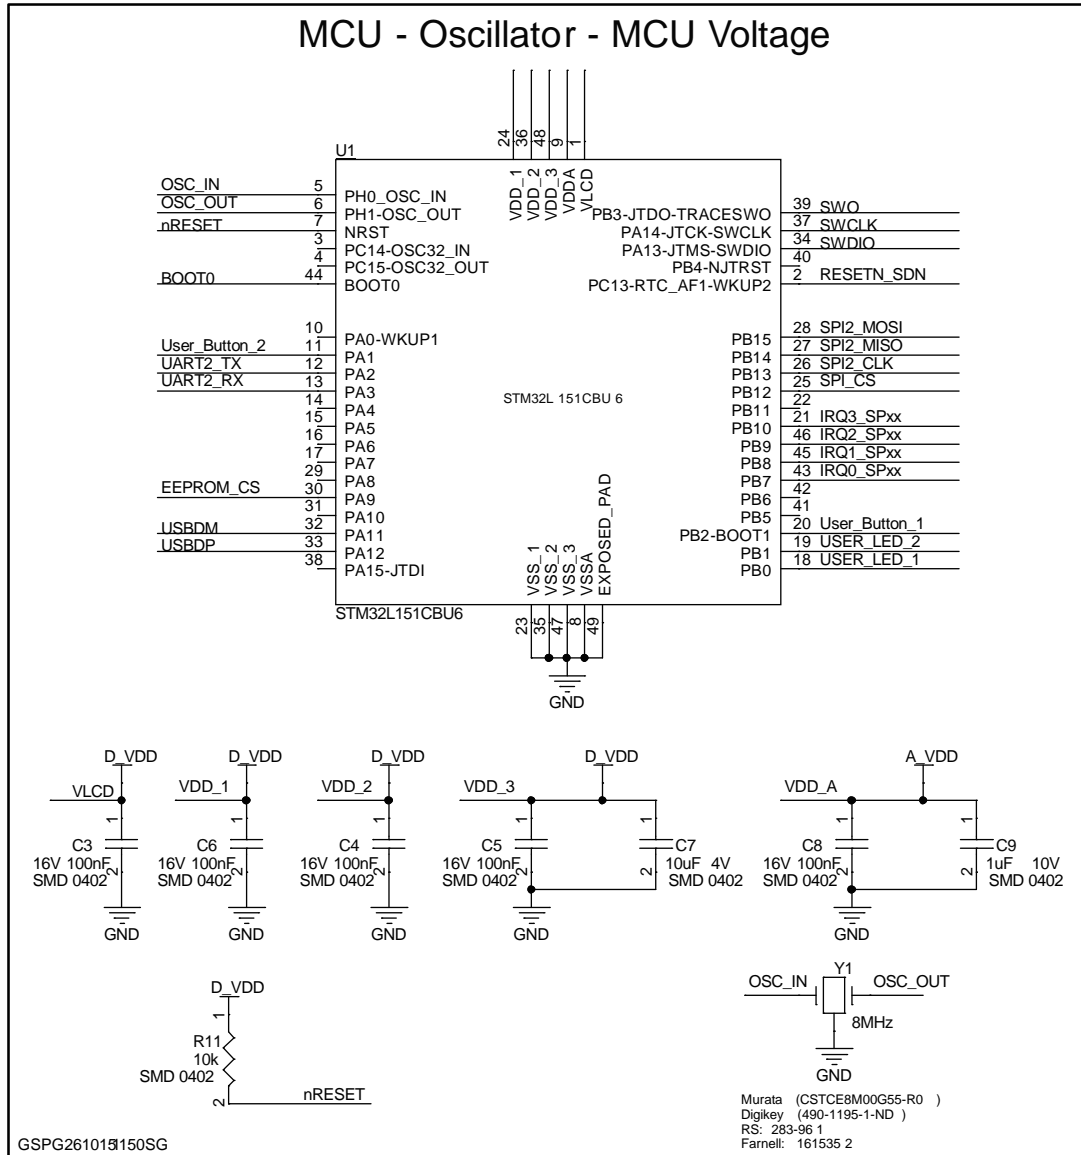 MCU - Oscillator - MCU Voltage
24
36
48
9
1
U1
VDD_1
VDD_2
VDD_3
VDDA
VLCD
OSC_IN 5 PH0_OSC_IN
OSC_OUT 6 PH1-OSC_OUT
nRESET 7 NRST
3 PC14-OSC32_IN
4 PC15-OSC32_OUT
BOOT0 44 BOOT0
PB3-JTDO-TRACESWO 39 SWO
PA14-JTCK-SWCLK 37 SWCLK
PA13-JTMS-SWDIO 34 SWDIO
PB4-NJTRST 40
PC13-RTC_AF1-WKUP2 2 RESETN_SDN
10 PA0-WKUP1
User_Button_2 11 PA1
UART2_TX 12 PA2
UART2_RX 13 PA3
14 PA4
15 PA5
16 PA6
17 PA7
29 PA8
EEPROM_CS 30 PA9
31 PA10
USBDM 32 PA11
USBDP 33 PA12
38 PA15-JTDI
STM32L 151CBU 6
PB15 28 SPI2_MOSI
PB14 27 SPI2_MISO
PB13 26 SPI2_CLK
PB12 25 SPI_CS
PB11 22
PB10 21 IRQ3_SPxx
PB9 46 IRQ2_SPxx
PB8 45 IRQ1_SPxx
PB7 43 IRQ0_SPxx
PB6 42
PB5 41
PB2-BOOT1 20 User_Button_1
PB1 19 USER_LED_2
PB0 18 USER_LED_1
VSS_1
VSS_2
VSS_3
VSSA
EXPOSED_PAD
STM32L151CBU6
23
35
47
8
49
GND
D_VDD
VLCD
1
C3
16V 100nF
2
SMD 0402
GND
D_VDD
VDD_1
1
C6
16V 100nF
2
SMD 0402
GND
D_VDD
VDD_2
1
C4
16V 100nF
2
SMD 0402
GND
D_VDD
VDD_3
1
C5
16V 100nF
2
SMD 0402
GND
1
C7
10uF 4V
2
SMD 0402
A_VDD
VDD_A
1
C8
16V 100nF
2
SMD 0402
GND
1
C9
1uF 10V
2
SMD 0402
D_VDD
1
R11
10k
SMD 0402
2
nRESET
Y1
OSC_IN OSC_OUT
8MHz
GND
Murata (CSTCE8M00G55-R0 )
Digikey (490-1195-1-ND )
RS: 283-96 1
Farnell: 161535 2